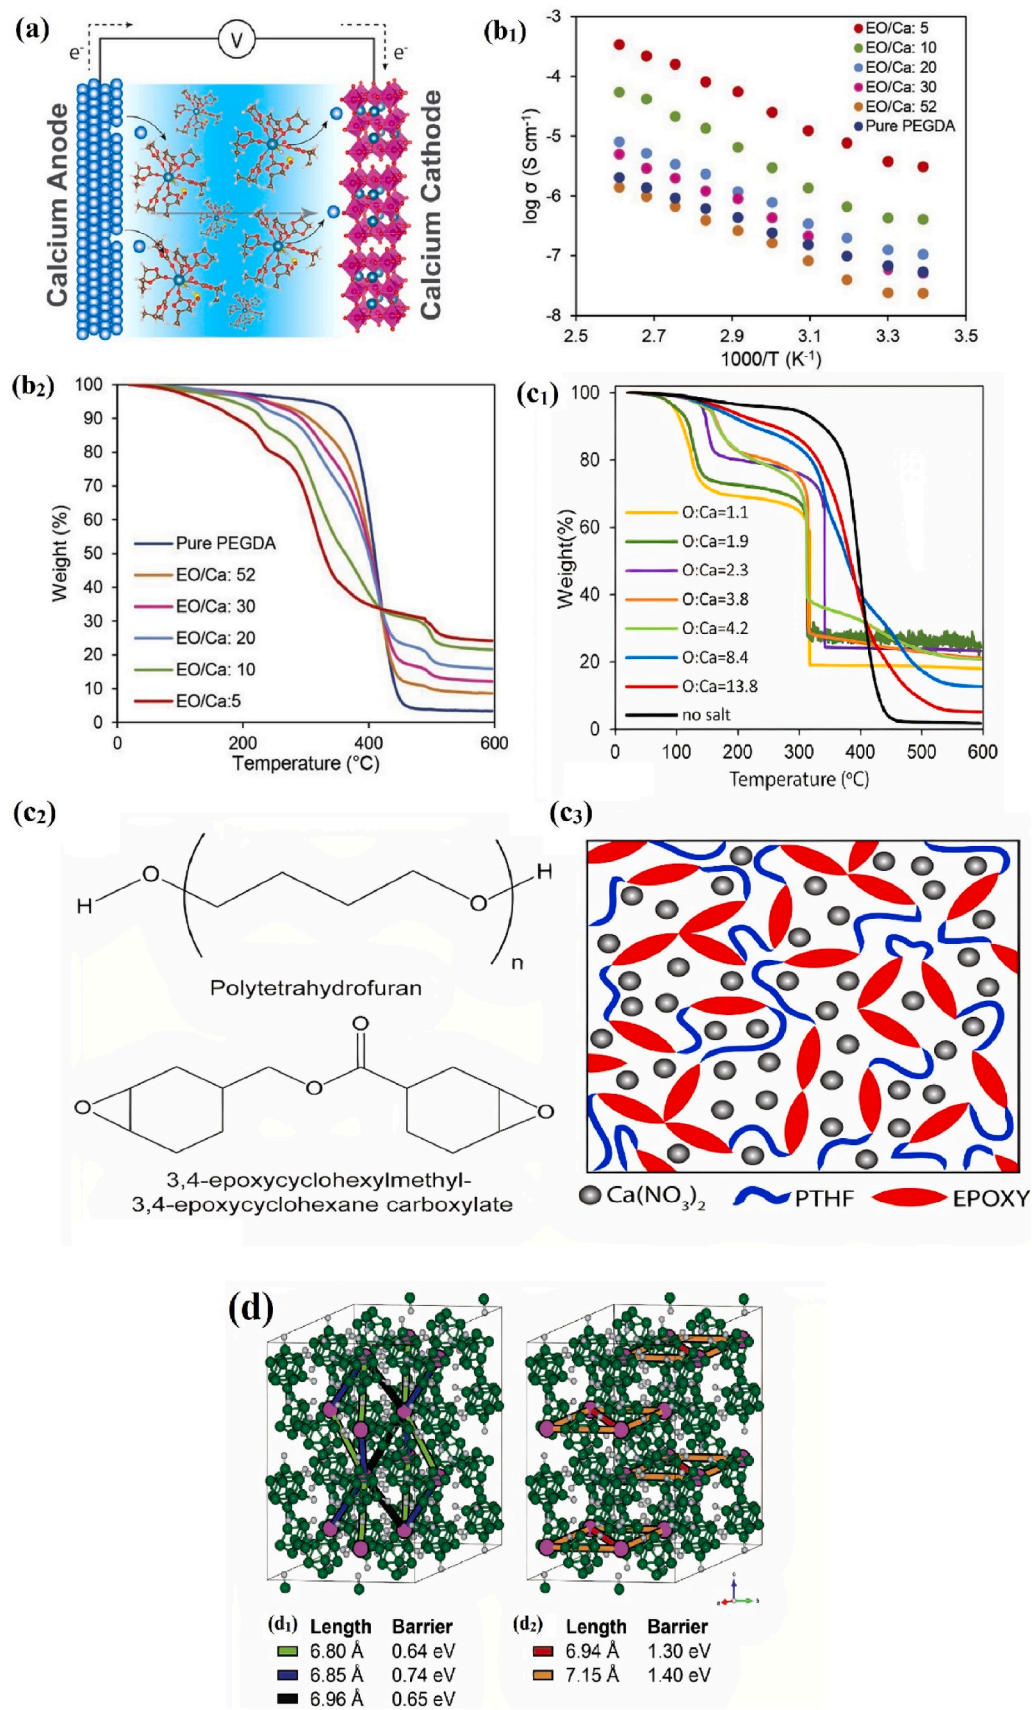 (a)
e-
V
e-
Calcium Anode
Calcium Cathode
(b1)
log σ (S cm-1)
-3
-4
-5
-6
-7
-8
2.5
2.7
2.9
3.1
3.3
3.5
1000/T (K-1)
EO/Ca: 5
EO/Ca: 10
EO/Ca: 20
EO/Ca: 30
EO/Ca: 52
Pure PEGDA
(b2)
Weight (%)
100
90
80
70
60
50
40
30
20
10
0
0
200
400
600
Temperature (°C)
Pure PEGDA
EO/Ca: 52
EO/Ca: 30
EO/Ca: 20
EO/Ca: 10
EO/Ca:5
(c1)
Weight(%)
100
80
60
40
20
0
0
100
200
300
400
500
600
Temperature (°C)
O:Ca=1.1
O:Ca=1.9
O:Ca=2.3
O:Ca=3.8
O:Ca=4.2
O:Ca=8.4
O:Ca=13.8
no salt
(c2)
H
O
O
H
n
Polytetrahydrofuran
O
O
O
O
3,4-epoxycyclohexylmethyl-
3,4-epoxycyclohexane carboxylate
(c3)
Ca(NO3)2
PTHF
EPOXY
(d)
(d1) Length Barrier
6.80 Å 0.64 eV
6.85 Å 0.74 eV
6.96 Å 0.65 eV
(d2) Length Barrier
6.94 Å 1.30 eV
7.15 Å 1.40 eV